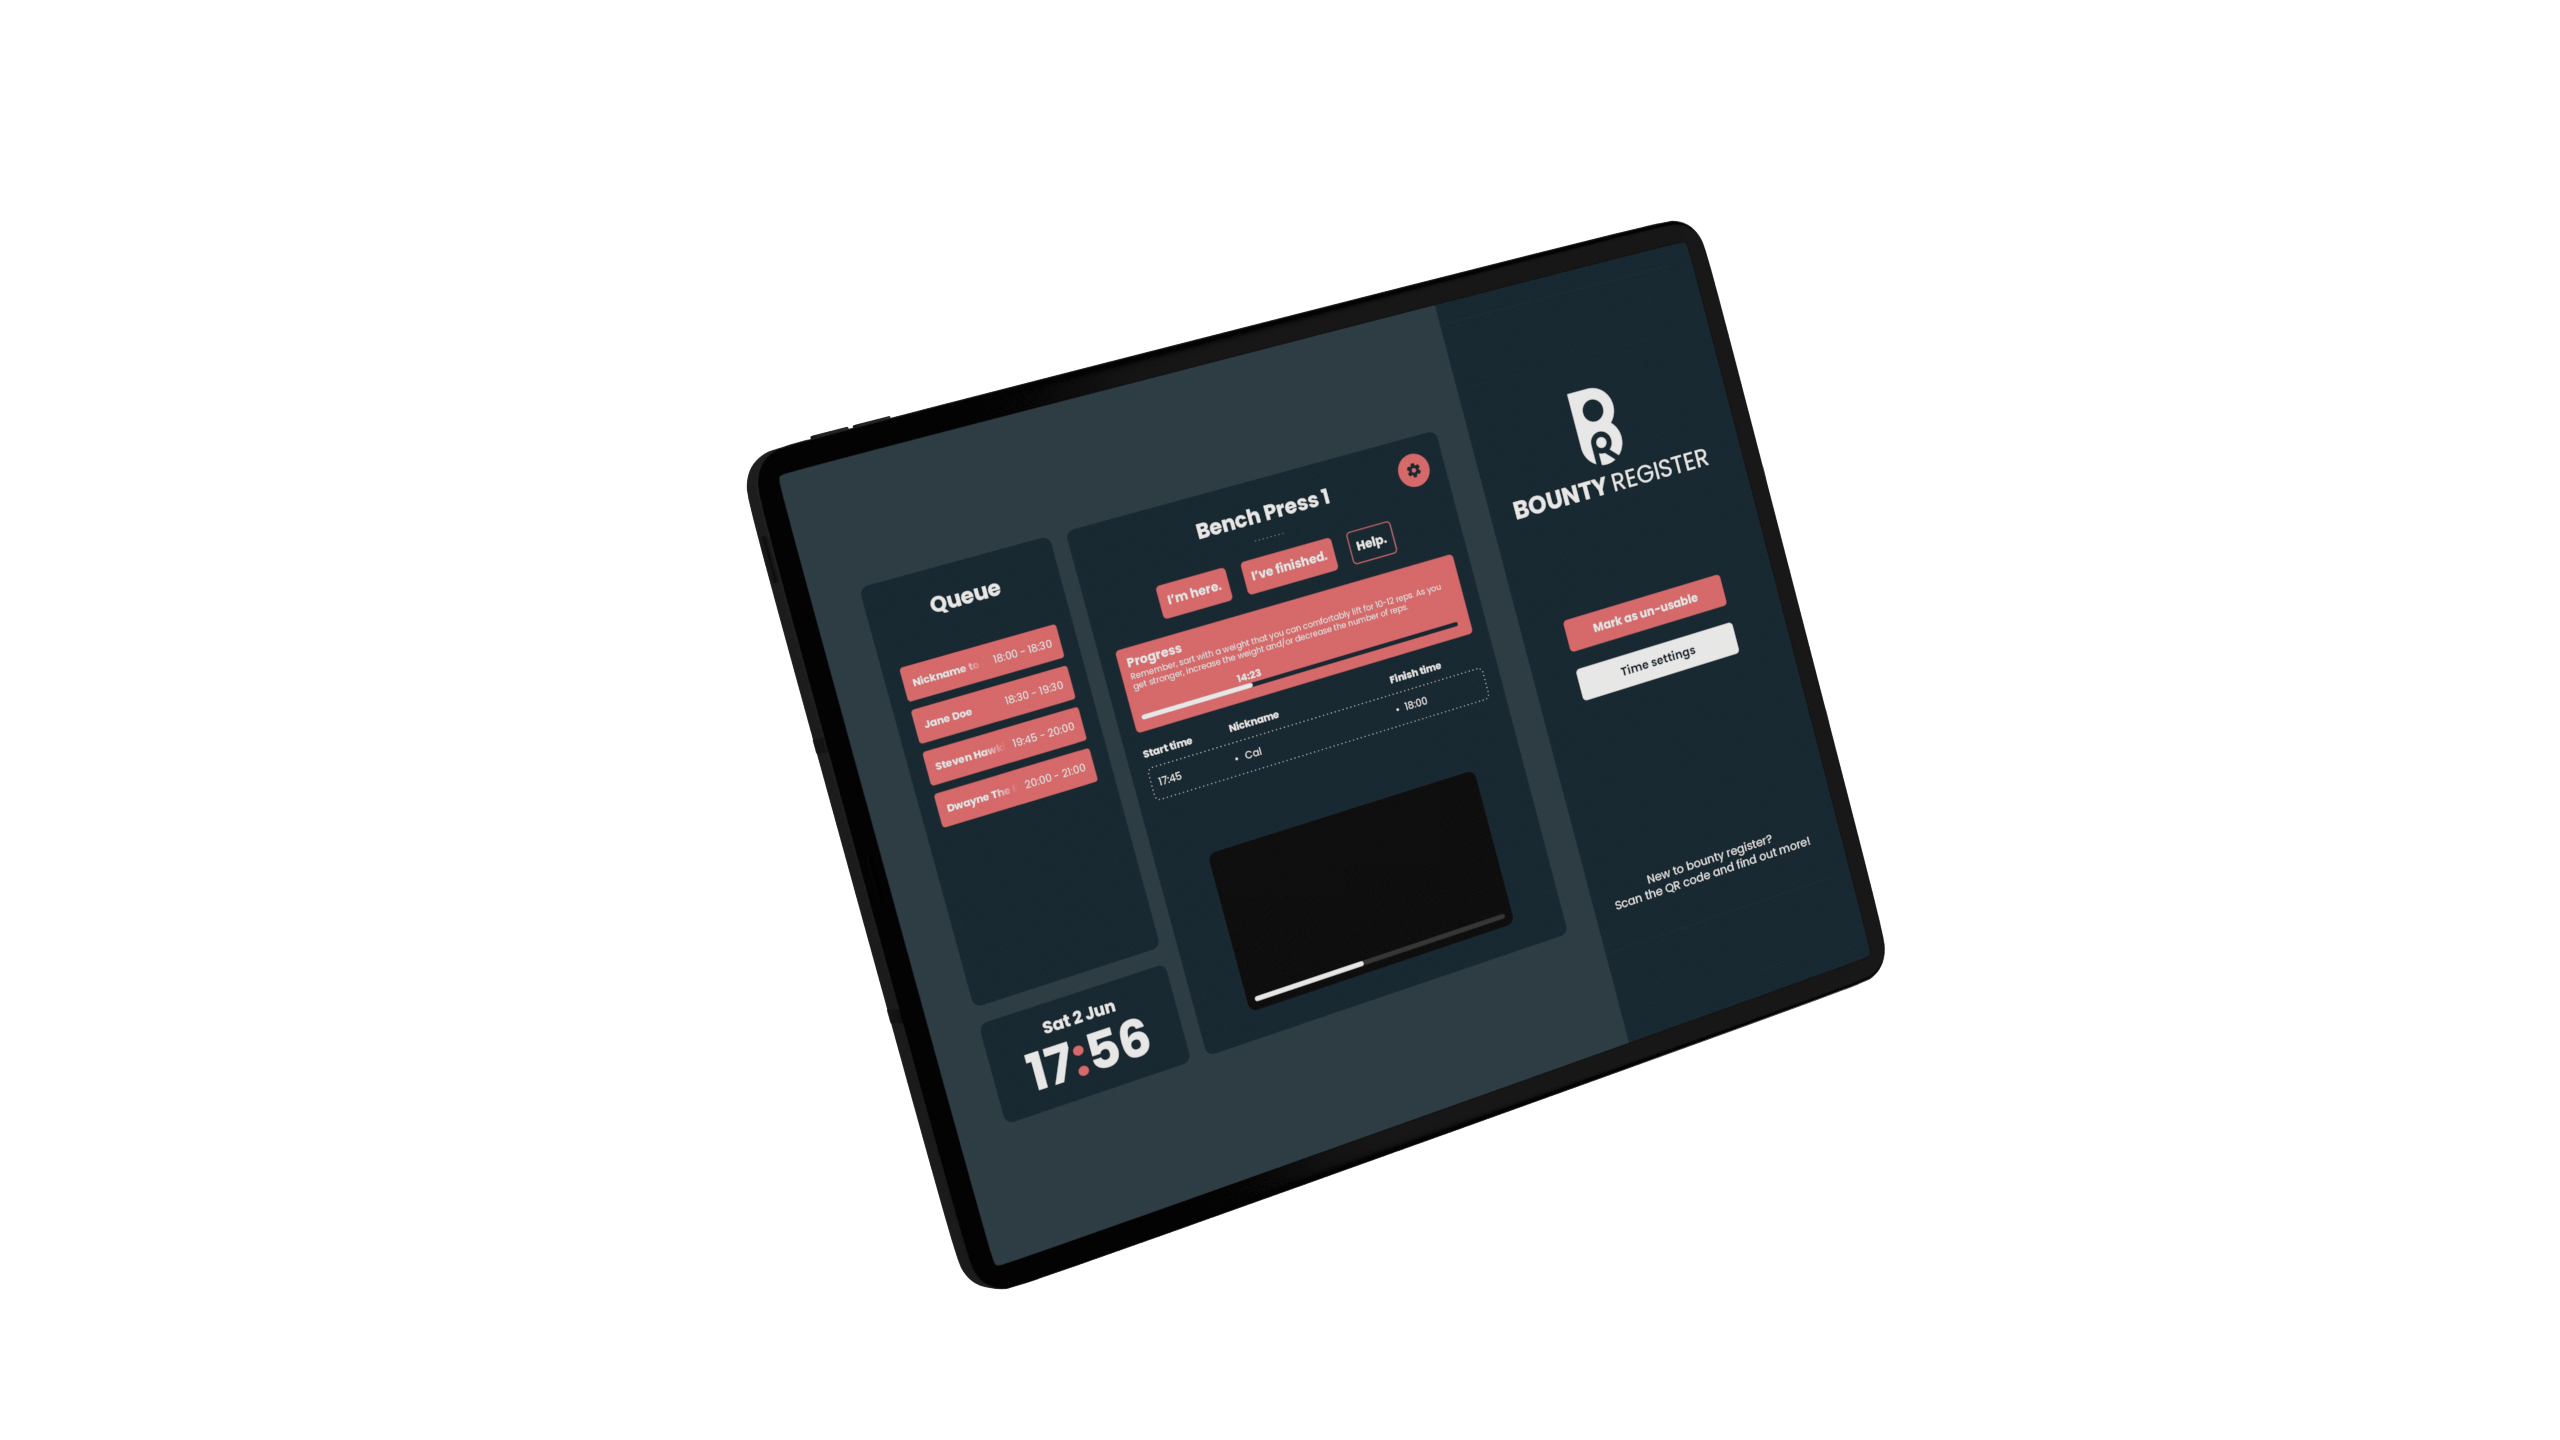 BOUNTY REGISTER
Mark as un-usable
Time settings
New to bounty register?
Scan the QR code and find out more!
Bench Press 1
I'm here.
I've finished.
Help.
Progress
Remember, sart with a weight that you can comfortably lift for 10-12 reps. As you
get stronger, increase the weight and/or decrease the number of reps.
14:23
Start time Nickname Finish time
17:45 • Cal • 18:00
Queue
Nickname to 18:00 - 18:30
Jane Doe 18:30 - 19:30
Steven Hawki 19:45 - 20:00
Dwayne The 20:00 - 21:00
Sat 2 Jun
17:56